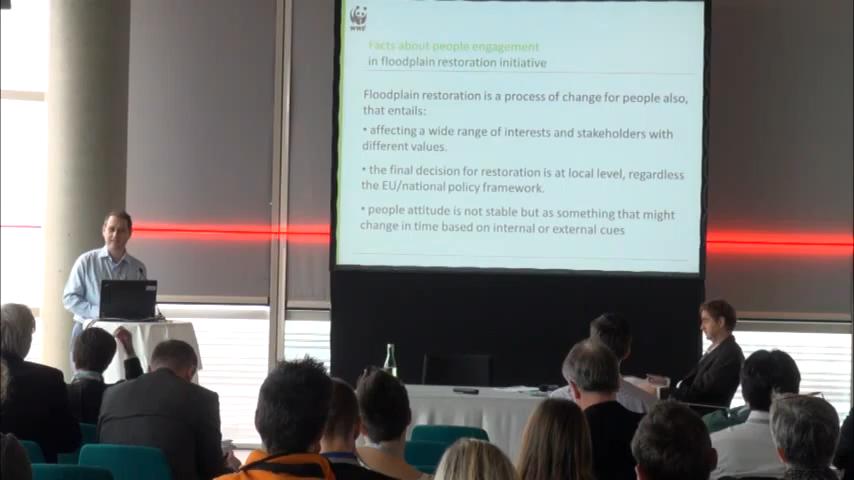 WWF
Facts about people engagement
in floodplain restoration initiative
Floodplain restoration is a process of change for people also,
that entails:
• affecting a wide range of interests and stakeholders with
different values.
• the final decision for restoration is at local level, regardless
the EU/national policy framework.
• people attitude is not stable but as something that might
change in time based on internal or external cues